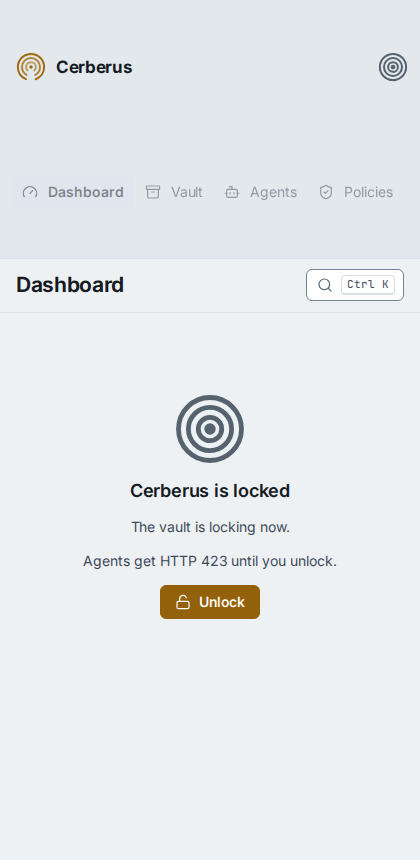 Cerberus
Dashboard Vault Agents Policies
Dashboard Ctrl K
Cerberus is locked
The vault is locking now.
Agents get HTTP 423 until you unlock.
Unlock